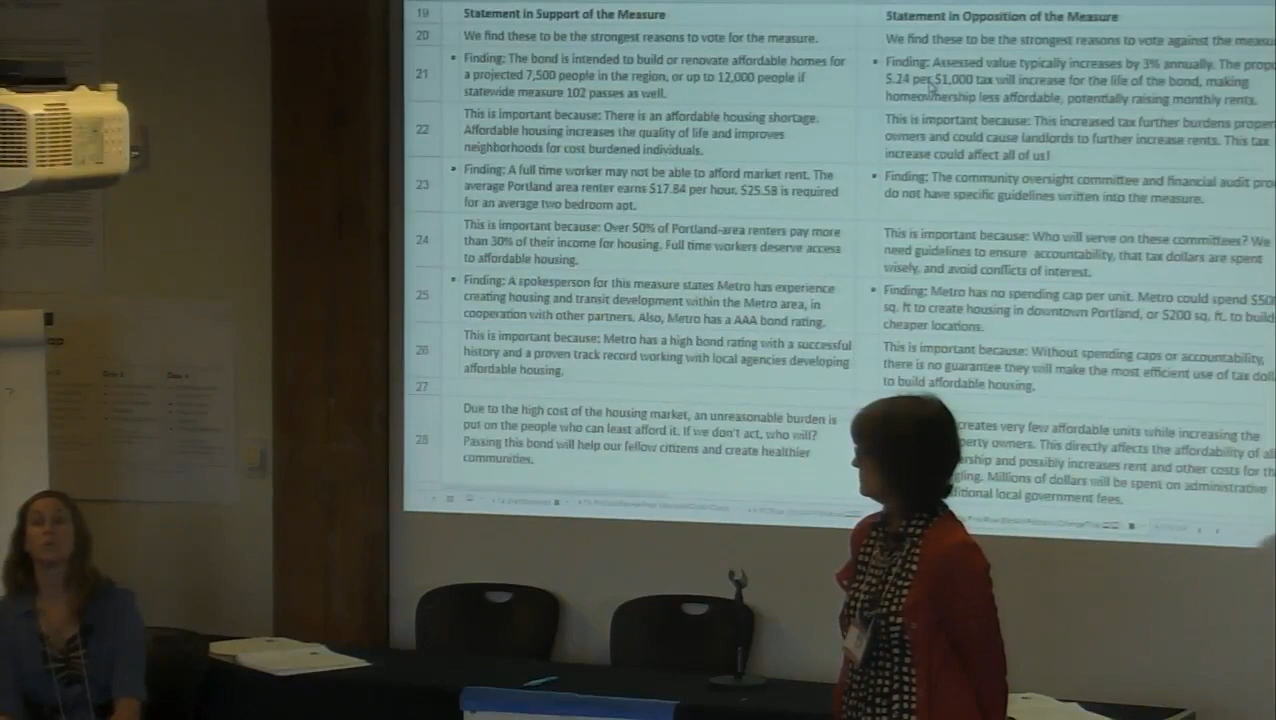 19
Statement in Support of the Measure
20
We find these to be the strongest reasons to vote for the measure.
21
• Finding: The bond is intended to build or renovate affordable homes for
a projected 7,500 people in the region, or up to 12,000 people if
statewide measure 102 passes as well.
22
This is important because: There is an affordable housing shortage.
Affordable housing increases the quality of life and improves
neighborhoods for cost burdened individuals.
23
• Finding: A full time worker may not be able to afford market rent. The
average Portland area renter earns $17.84 per hour, $25.58 is required
for an average two bedroom apt.
24
This is important because: Over 50% of Portland-area renters pay more
than 30% of their income for housing. Full time workers deserve access
to affordable housing.
25
• Finding: A spokesperson for this measure states Metro has experience
creating housing and transit development within the Metro area, in
cooperation with other partners. Also, Metro has a AAA bond rating.
26
This is important because: Metro has a high bond rating with a successful
history and a proven track record working with local agencies developing
affordable housing.
27
28
Due to the high cost of the housing market, an unreasonable burden is
put on the people who can least afford it. If we don't act, who will?
Passing this bond will help our fellow citizens and create healthier
communities.
Statement in Opposition of the Measure
We find these to be the strongest reasons to vote against the measu
• Finding: Assessed value typically increases by 3% annually. The prop
$.24 per $1,000 tax will increase for the life of the bond, making
homeownership less affordable, potentially raising monthly rents.
This is important because: This increased tax further burdens proper
owners and could cause landlords to further increase rents. This tax
increase could affect all of us!
• Finding: The community oversight committee and financial audit pro
do not have specific guidelines written into the measure.
This is important because: Who will serve on these committees? We
need guidelines to ensure accountability, that tax dollars are spent
wisely, and avoid conflicts of interest.
• Finding: Metro has no spending cap per unit. Metro could spend $50
sq. ft to create housing in downtown Portland, or $200 sq. ft. to build
cheaper locations.
This is important because: Without spending caps or accountability,
there is no guarantee they will make the most efficient use of tax doll
to build affordable housing.
creates very few affordable units while increasing the
perty owners. This directly affects the affordability of al
rship and possibly increases rent and other costs for th
gling. Millions of dollars will be spent on administrative
ditional local government fees.